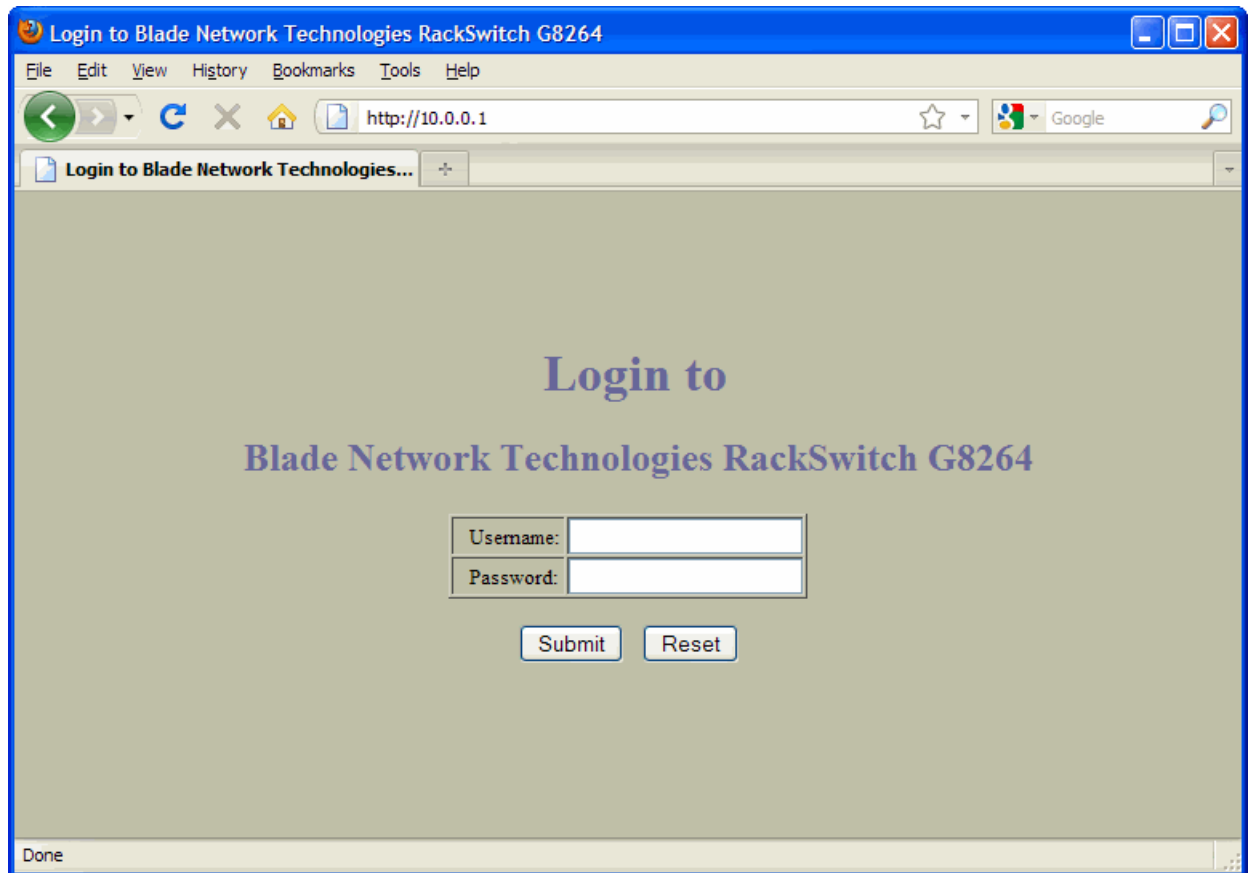 Login to Blade Network Technologies RackSwitch G8264
File Edit View History Bookmarks Tools Help
http://10.0.0.1 Google
Login to Blade Network Technologies...
Login to
Blade Network Technologies RackSwitch G8264
Username:
Password:
Submit Reset
Done